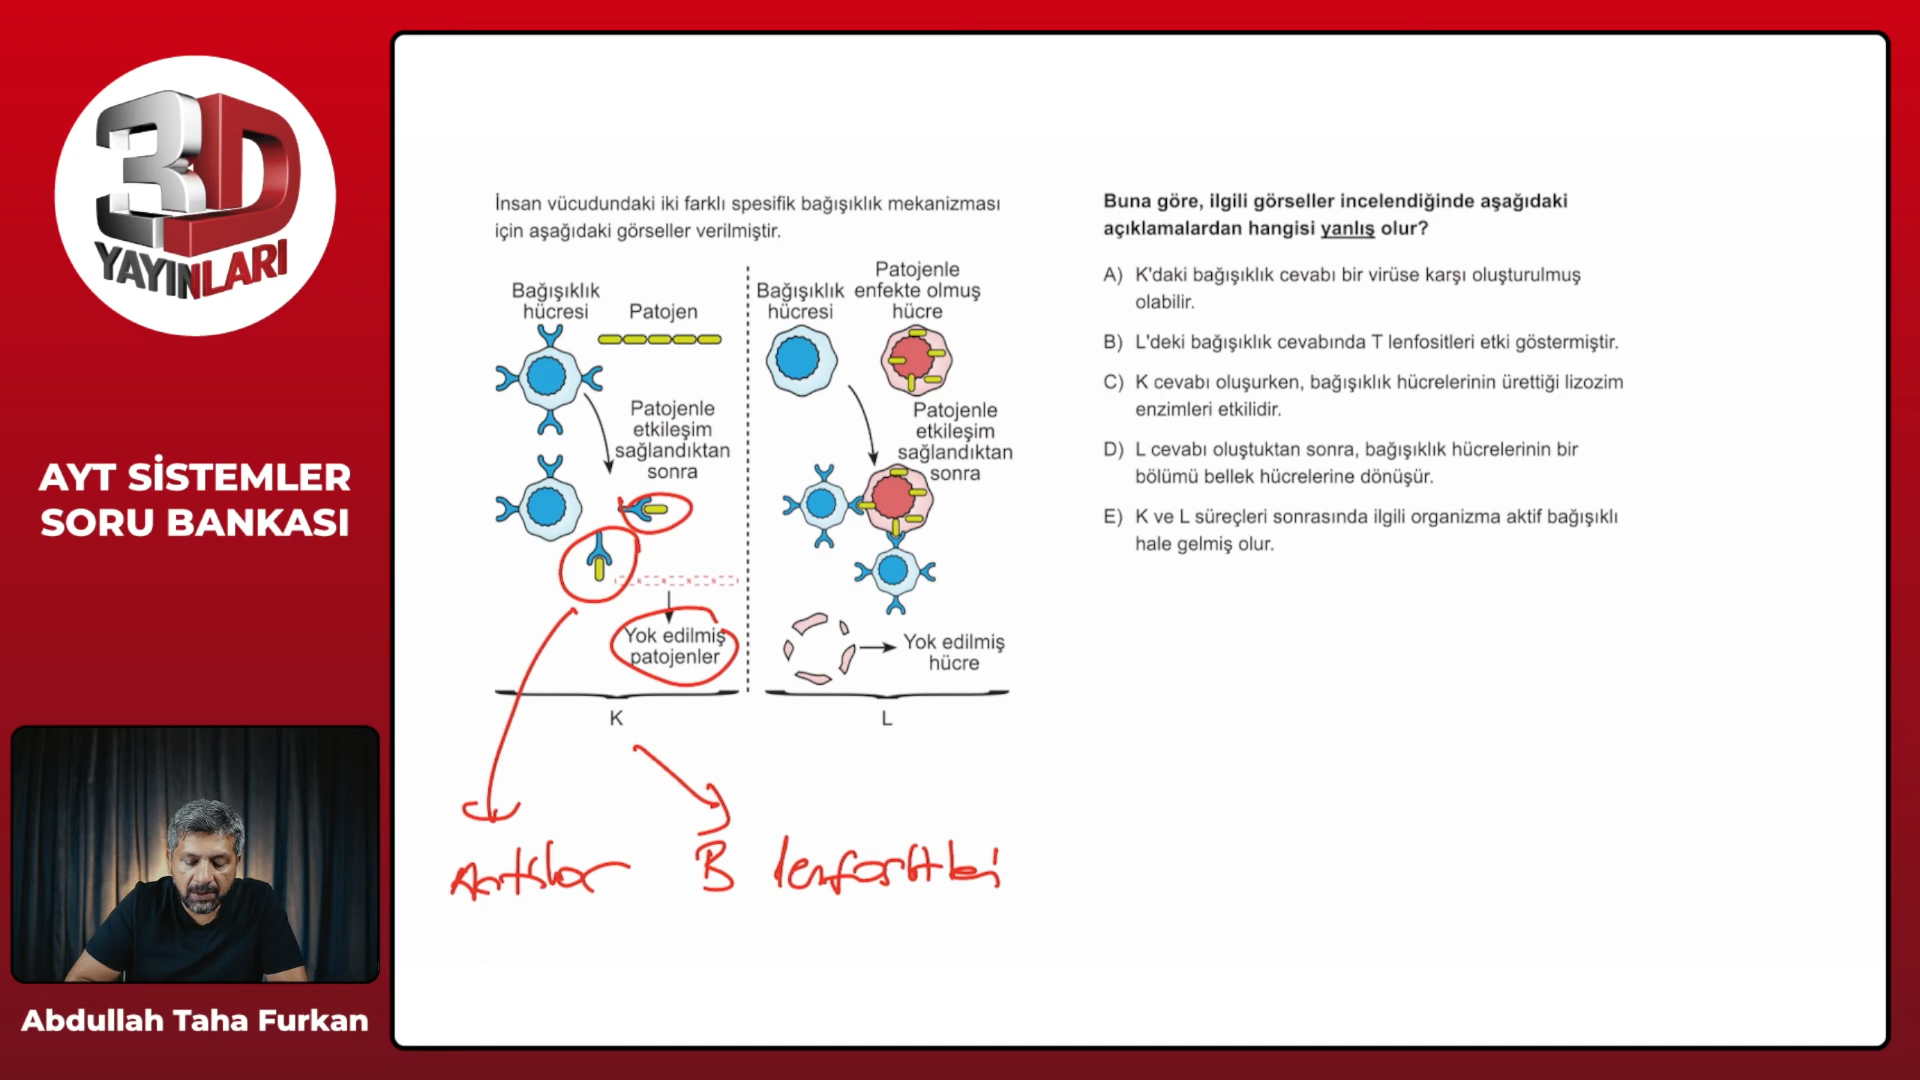 3D
YAYINLARI
AYT SİSTEMLER
SORU BANKASI
Abdullah Taha Furkan
İnsan vücudundaki iki farklı spesifik bağışıklık mekanizması
için aşağıdaki görseller verilmiştir.
Bağışıklık
hücresi
Patojen
Patojenle
etkileşim
sağlandıktan
sonra
Yok edilmiş
patojenler
K
Bağışıklık
hücresi
Patojenle
enfekte olmuş
hücre
Patojenle
etkileşim
sağlandıktan
sonra
Yok edilmiş
hücre
L
B
Buna göre, ilgili görseller incelendiğinde aşağıdaki
açıklamalardan hangisi yanlış olur?
A) K'daki bağışıklık cevabı bir virüse karşı oluşturulmuş
olabilir.
B) L'deki bağışıklık cevabında T lenfositleri etki göstermiştir.
C) K cevabı oluşurken, bağışıklık hücrelerinin ürettiği lizozim
enzimleri etkilidir.
D) L cevabı oluştuktan sonra, bağışıklık hücrelerinin bir
bölümü bellek hücrelerine dönüşür.
E) K ve L süreçleri sonrasında ilgili organizma aktif bağışıklı
hale gelmiş olur.